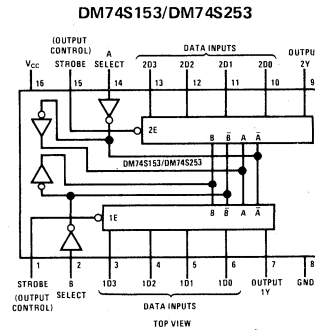 DM74S153/DM74S253
(OUTPUT CONTROL) STROBE
A SELECT
DATA INPUTS
OUTPU 2Y
VCC
2D3 2D2 2D1 2D0
16 15 14 13 12 11 10 9
2E
B B̅ A A̅
DM74S153/DM74S253
B B̅ A A̅
1E
1 2 3 4 5 6 7 8
STROBE (OUTPUT CONTROL)
B SELECT
1D3 1D2 1D1 1D0
OUTPUT 1Y
GND
DATA INPUTS
TOP VIEW